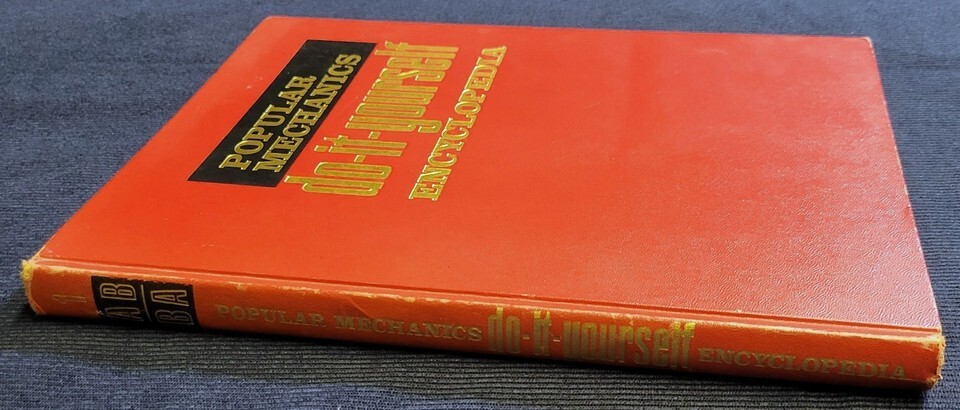 POPULAR
MECHANICS
do-it-yourself
ENCYCLOPEDIA
1
AB
BA
POPULAR MECHANICS do-it-yourself ENCYCLOPEDIA